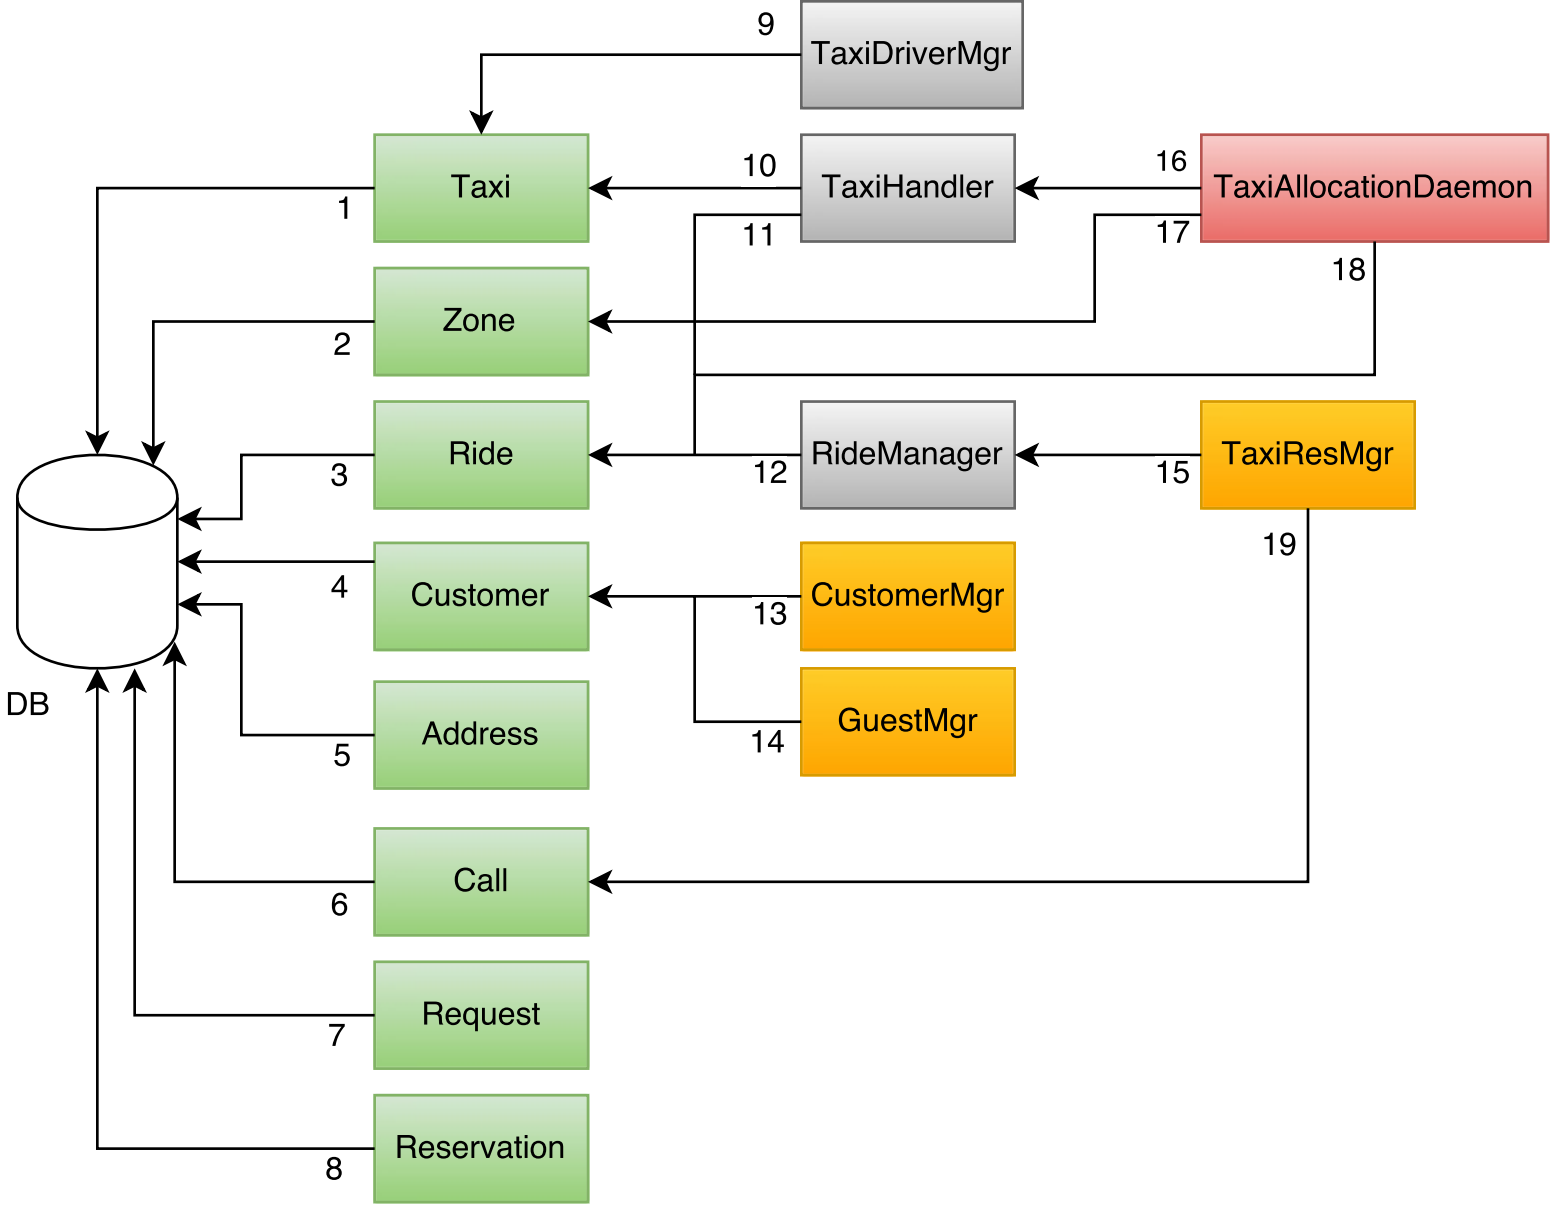 9
TaxiDriverMgr
1
Taxi
10
11
TaxiHandler
16
17
TaxiAllocationDaemon
18
2
Zone
3
Ride
12
RideManager
15
TaxiResMgr
19
4
Customer
13
CustomerMgr
DB
5
Address
14
GuestMgr
6
Call
7
Request
8
Reservation